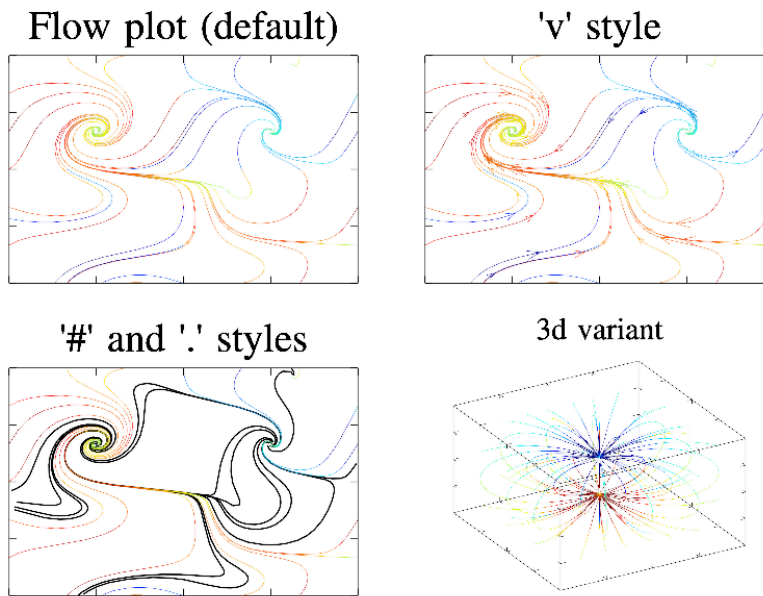 Flow plot (default)
'v' style
'#' and '.' styles
3d variant